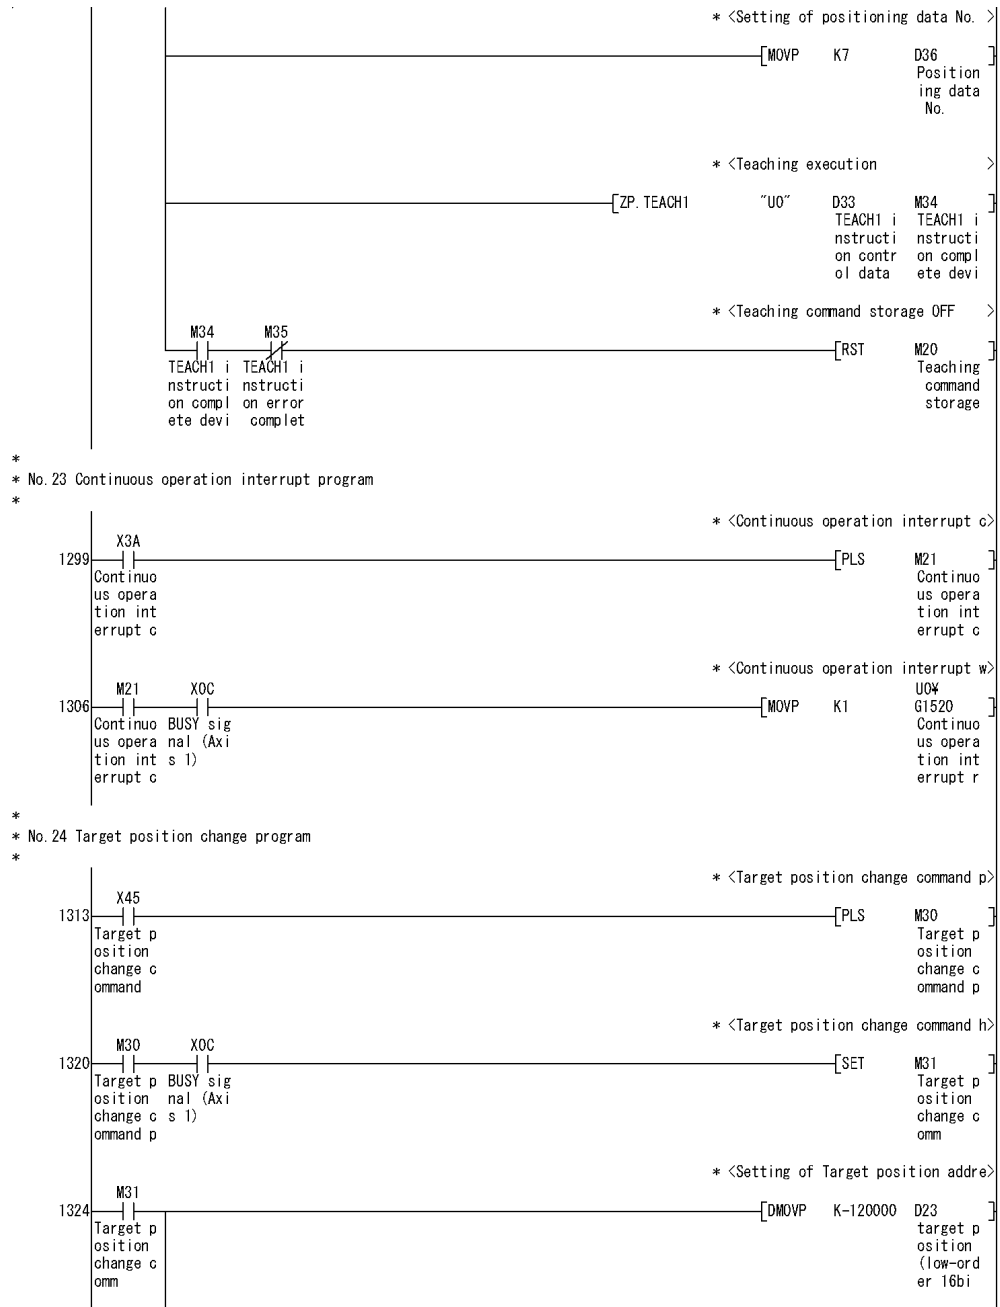 * <Setting of positioning data No. >
[MOVP K7 D36 ]
Position
ing data
No.
* <Teaching execution >
[ZP.TEACH1 "U0" D33 M34 ]
TEACH1 i TEACH1 i
nstructi nstructi
on contr on compl
ol data ete devi
* <Teaching command storage OFF >
M34 M35
[RST M20 ]
TEACH1 i TEACH1 i Teaching
nstructi nstructi command
on compl on error storage
ete devi complet
*
* No.23 Continuous operation interrupt program
*
* <Continuous operation interrupt c>
X3A
1299 [PLS M21 ]
Continuo Continuo
us opera us opera
tion int tion int
errupt c errupt c
* <Continuous operation interrupt w>
M21 X0C U0¥
1306 [MOVP K1 G1520 ]
Continuo BUSY sig Continuo
us opera nal (Axi us opera
tion int s 1) tion int
errupt c errupt r
*
* No.24 Target position change program
*
* <Target position change command p>
X45
1313 [PLS M30 ]
Target p Target p
osition osition
change c change c
ommand ommand p
* <Target position change command h>
M30 X0C
1320 [SET M31 ]
Target p BUSY sig Target p
osition nal (Axi osition
change c s 1) change c
ommand p omm
* <Setting of Target position addre>
M31
1324 [DMOVP K-120000 D23 ]
Target p target p
osition osition
change c (low-ord
omm er 16bi